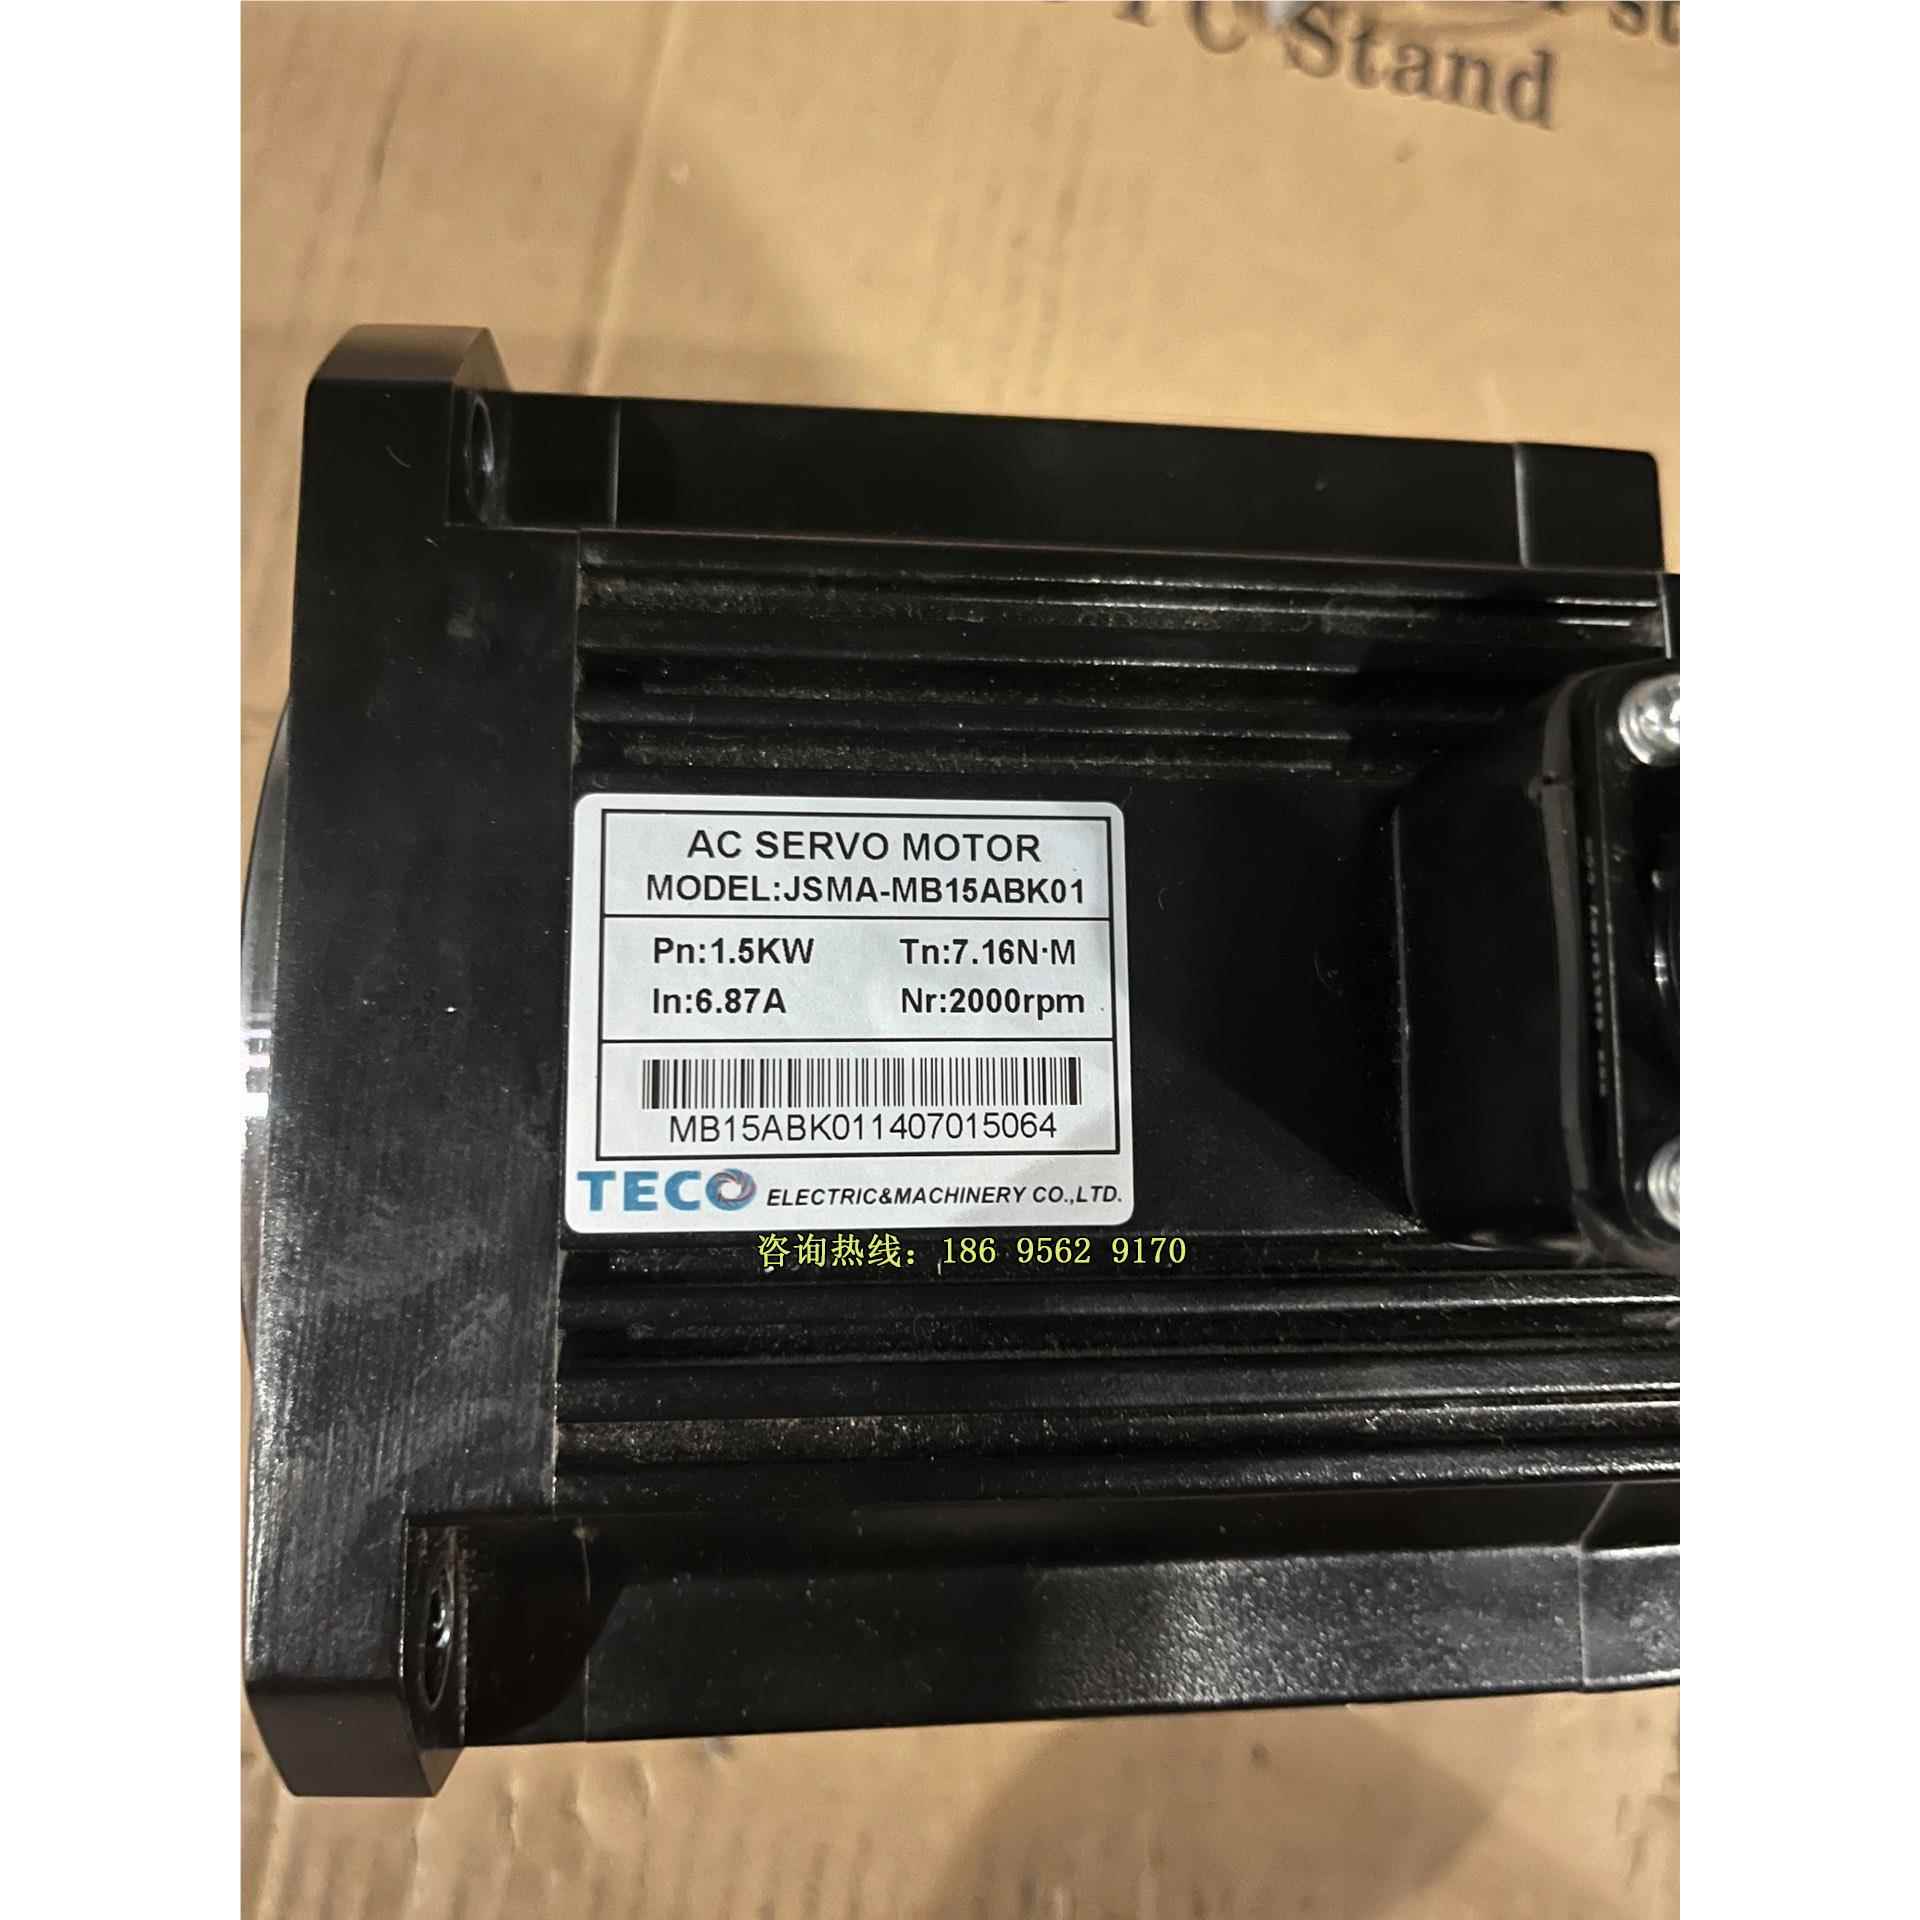 C Stand
AC SERVO MOTOR
MODEL:JSMA-MB15ABK01
Pn:1.5KW Tn:7.16N·M
In:6.87A Nr:2000rpm
MB15ABK011407015064
TECO ELECTRIC&MACHINERY CO.,LTD.
咨询热线：186 9562 9170